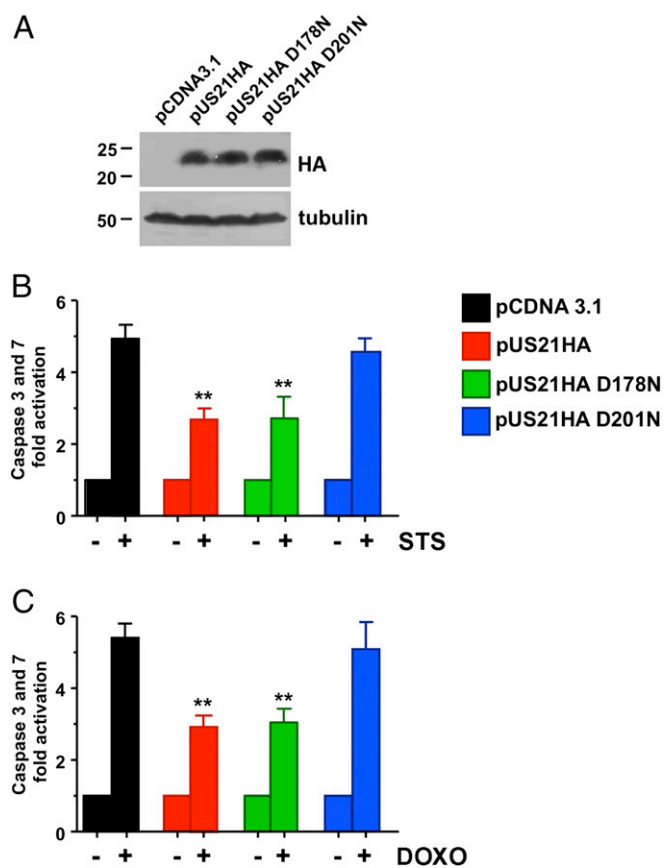 A
pCDNA3.1
pUS21HA
pUS21HA D178N
pUS21HA D201N
25
20
HA
50
tubulin
B
Caspase 3 and 7
fold activation
6
4
2
0
** **
- + - + - + - + STS
pCDNA 3.1
pUS21HA
pUS21HA D178N
pUS21HA D201N
C
Caspase 3 and 7
fold activation
6
4
2
0
** **
- + - + - + - + DOXO